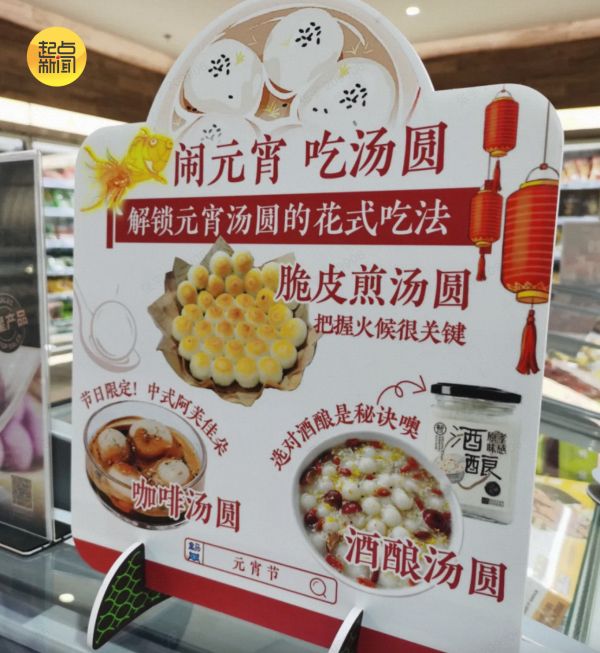 起点
新闻
闹元宵 吃汤圆
解锁元宵汤圆的花式吃法
脆皮煎汤圆
把握火候很关键
节日限定！中式阿芙佳朵
咖啡汤圆
选对酒酿是秘诀噢
酒酿
酒酿汤圆
元宵节